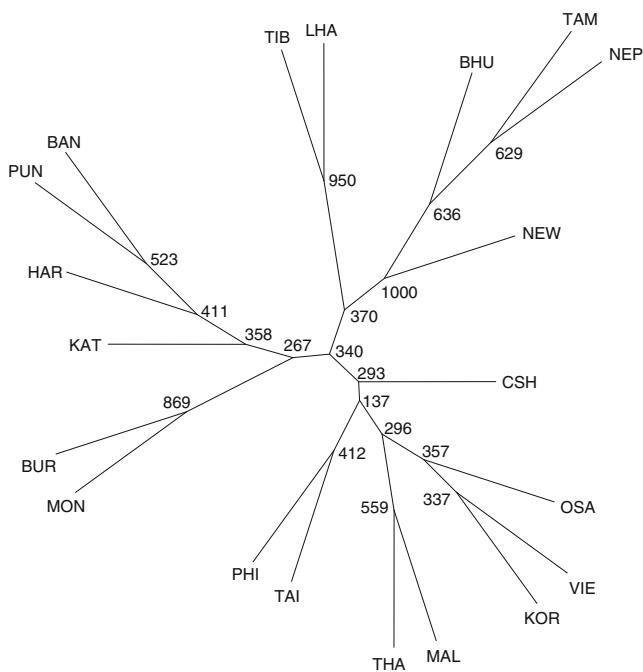 TAM
LHA
TIB
NEP
BHU
BAN
629
PUN
950
636
NEW
523
HAR
1000
411
370
358
KAT
267
340
293
CSH
869
137
296
412
357
BUR
337
MON
559
OSA
PHI
VIE
TAI
KOR
MAL
THA